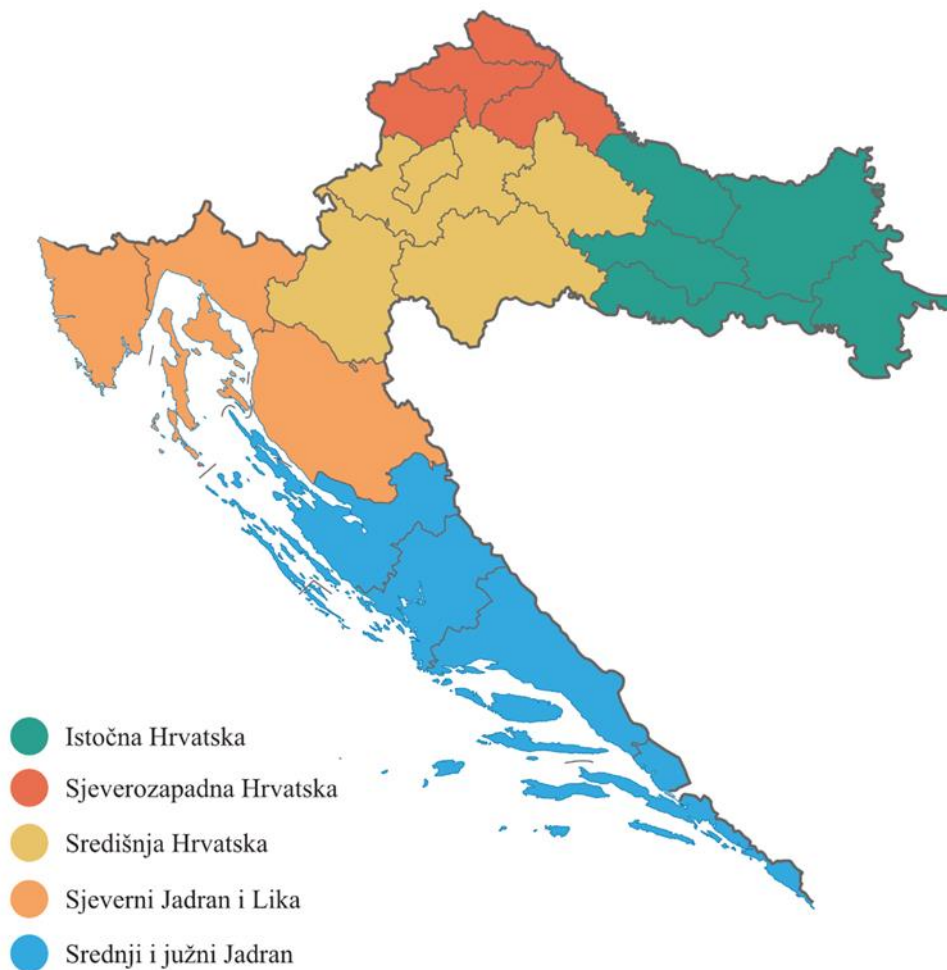 Istočna Hrvatska
Sjeverozapadna Hrvatska
Središnja Hrvatska
Sjeverni Jadran i Lika
Srednji i južni Jadran